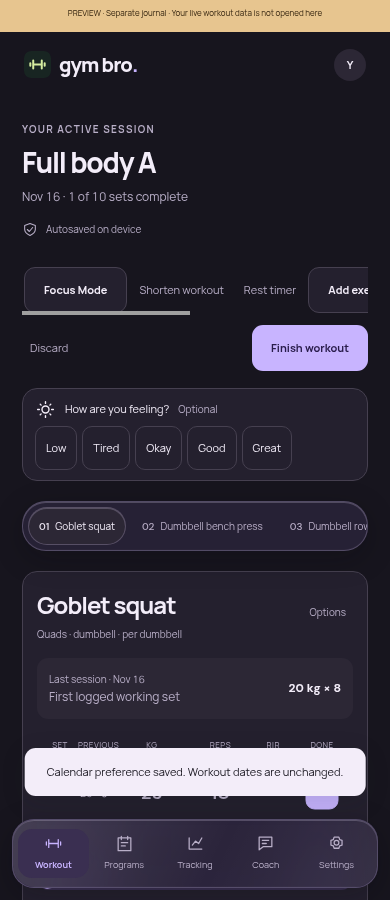 PREVIEW · Separate journal · Your live workout data is not opened here
gym bro.
Y
YOUR ACTIVE SESSION
Full body A
Nov 16 · 1 of 10 sets complete
Autosaved on device
Focus Mode Shorten workout Rest timer Add exe
Discard Finish workout
How are you feeling? Optional
Low Tired Okay Good Great
01 Goblet squat 02 Dumbbell bench press 03 Dumbbell row
Goblet squat
Options
Quads · dumbbell · per dumbbell
Last session · Nov 16
First logged working set
20 kg × 8
SET PREVIOUS KG REPS RIR DONE
Calendar preference saved. Workout dates are unchanged.
Workout Programs Tracking Coach Settings